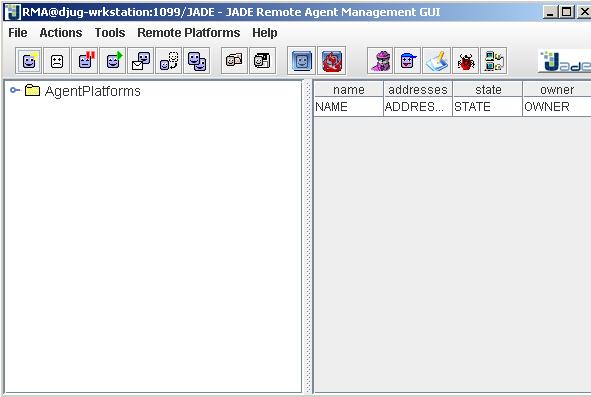 RMA@djug-wrkstation:1099/JADE - JADE Remote Agent Management GUI
File Actions Tools Remote Platforms Help
Jade
AgentPlatforms
name addresses state owner
NAME ADDRES... STATE OWNER